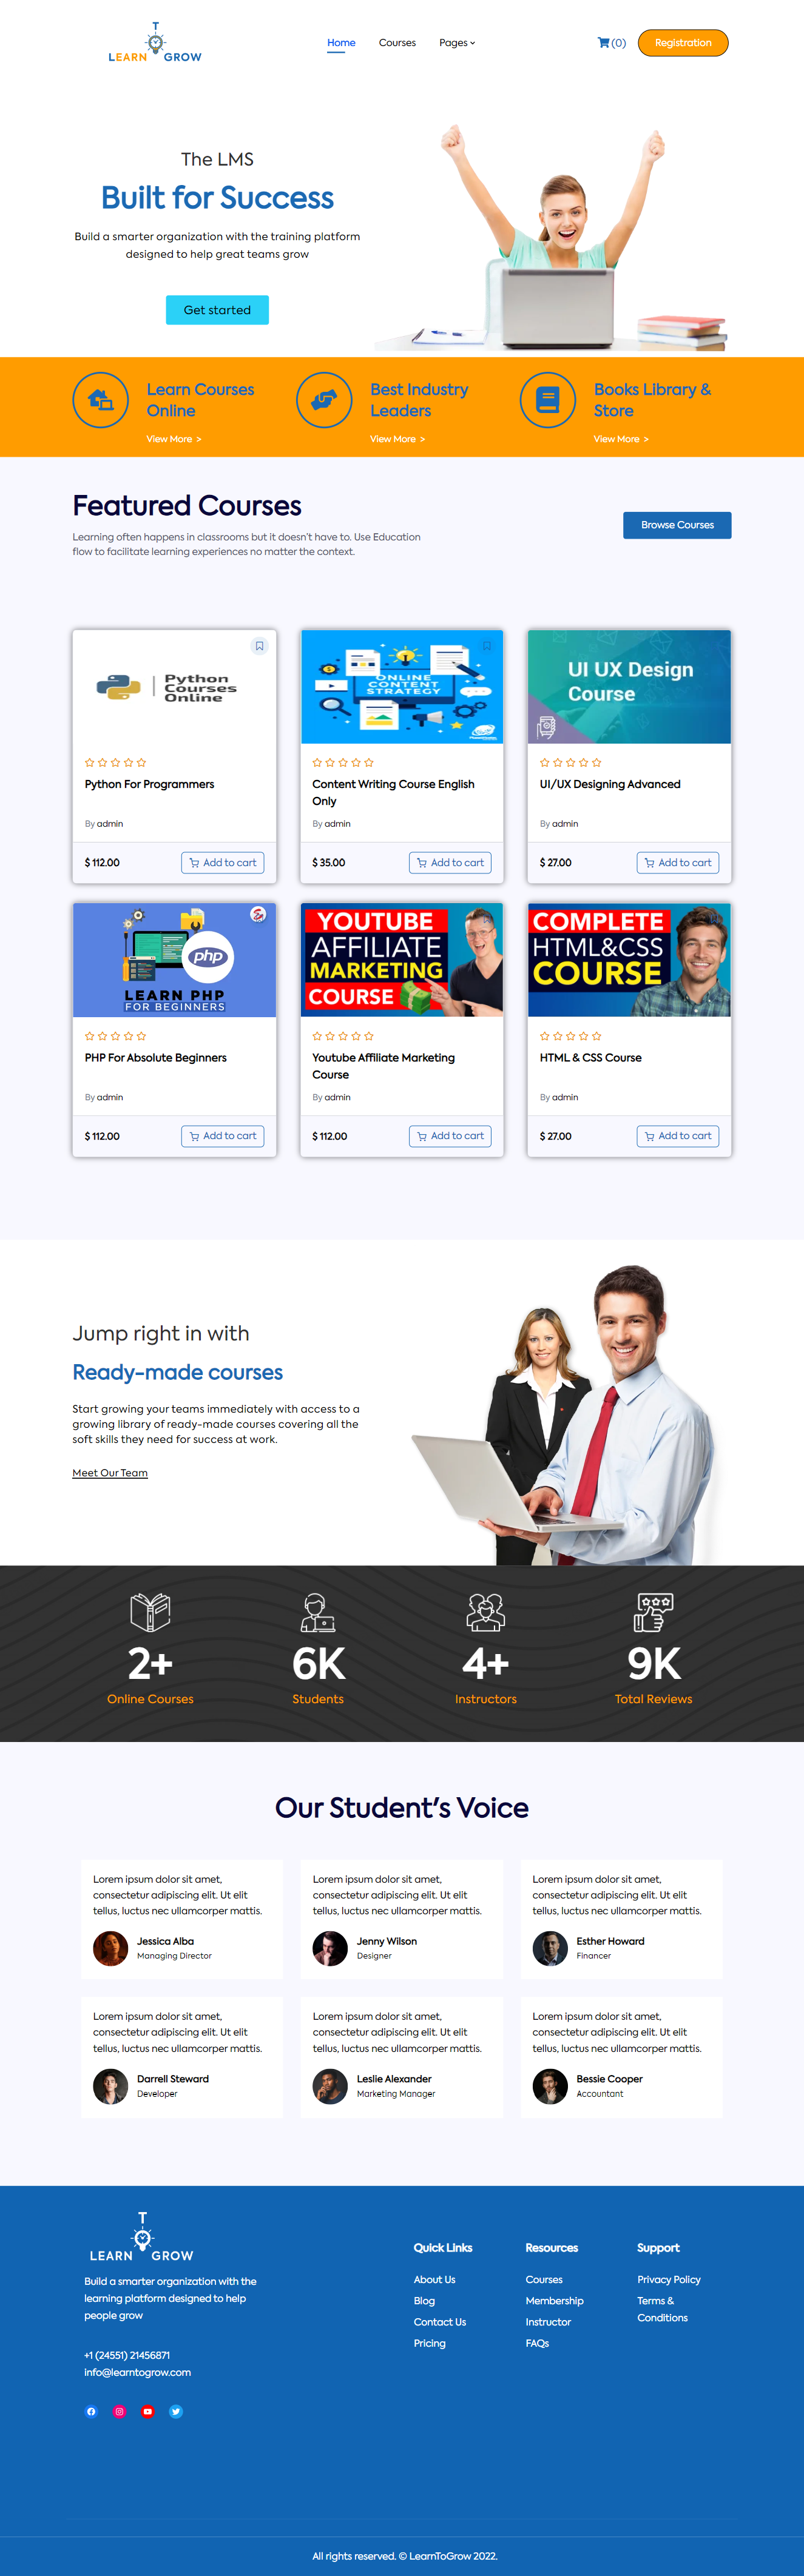 T
LEARN GROW
Home
Courses
Pages
(0)
Registration
The LMS
Built for Success
Build a smarter organization with the training platform
designed to help great teams grow
Get started
Learn Courses
Online
View More >
Best Industry
Leaders
View More >
Books Library &
Store
View More >
Featured Courses
Learning often happens in classrooms but it doesn't have to. Use Education
flow to facilitate learning experiences no matter the context.
Browse Courses
Python
Courses
Online
Python For Programmers
By admin
$ 112.00
Add to cart
ONLINE
CONTENT
STRATEGY
Content Writing Course English
Only
By admin
$ 35.00
Add to cart
UI UX Design
Course
UI/UX Designing Advanced
By admin
$ 27.00
Add to cart
php
LEARN PHP
FOR BEGINNERS
PHP For Absolute Beginners
By admin
$ 112.00
Add to cart
YOUTUBE
AFFILIATE
MARKETING
COURSE
Youtube Affiliate Marketing
Course
By admin
$ 112.00
Add to cart
COMPLETE
HTML&CSS
COURSE
HTML & CSS Course
By admin
$ 27.00
Add to cart
Jump right in with
Ready-made courses
Start growing your teams immediately with access to a
growing library of ready-made courses covering all the
soft skills they need for success at work.
Meet Our Team
2+
Online Courses
6K
Students
4+
Instructors
9K
Total Reviews
Our Student's Voice
Lorem ipsum dolor sit amet,
consectetur adipiscing elit. Ut elit
tellus, luctus nec ullamcorper mattis.
Jessica Alba
Managing Director
Lorem ipsum dolor sit amet,
consectetur adipiscing elit. Ut elit
tellus, luctus nec ullamcorper mattis.
Jenny Wilson
Designer
Lorem ipsum dolor sit amet,
consectetur adipiscing elit. Ut elit
tellus, luctus nec ullamcorper mattis.
Esther Howard
Financer
Lorem ipsum dolor sit amet,
consectetur adipiscing elit. Ut elit
tellus, luctus nec ullamcorper mattis.
Darrell Steward
Developer
Lorem ipsum dolor sit amet,
consectetur adipiscing elit. Ut elit
tellus, luctus nec ullamcorper mattis.
Leslie Alexander
Marketing Manager
Lorem ipsum dolor sit amet,
consectetur adipiscing elit. Ut elit
tellus, luctus nec ullamcorper mattis.
Bessie Cooper
Accountant
T
LEARN GROW
Build a smarter organization with the
learning platform designed to help
people grow
+1 (24551) 21456871
info@learntogrow.com
Quick Links
About Us
Blog
Contact Us
Pricing
Resources
Courses
Membership
Instructor
FAQs
Support
Privacy Policy
Terms &
Conditions
All rights reserved. © LearnToGrow 2022.